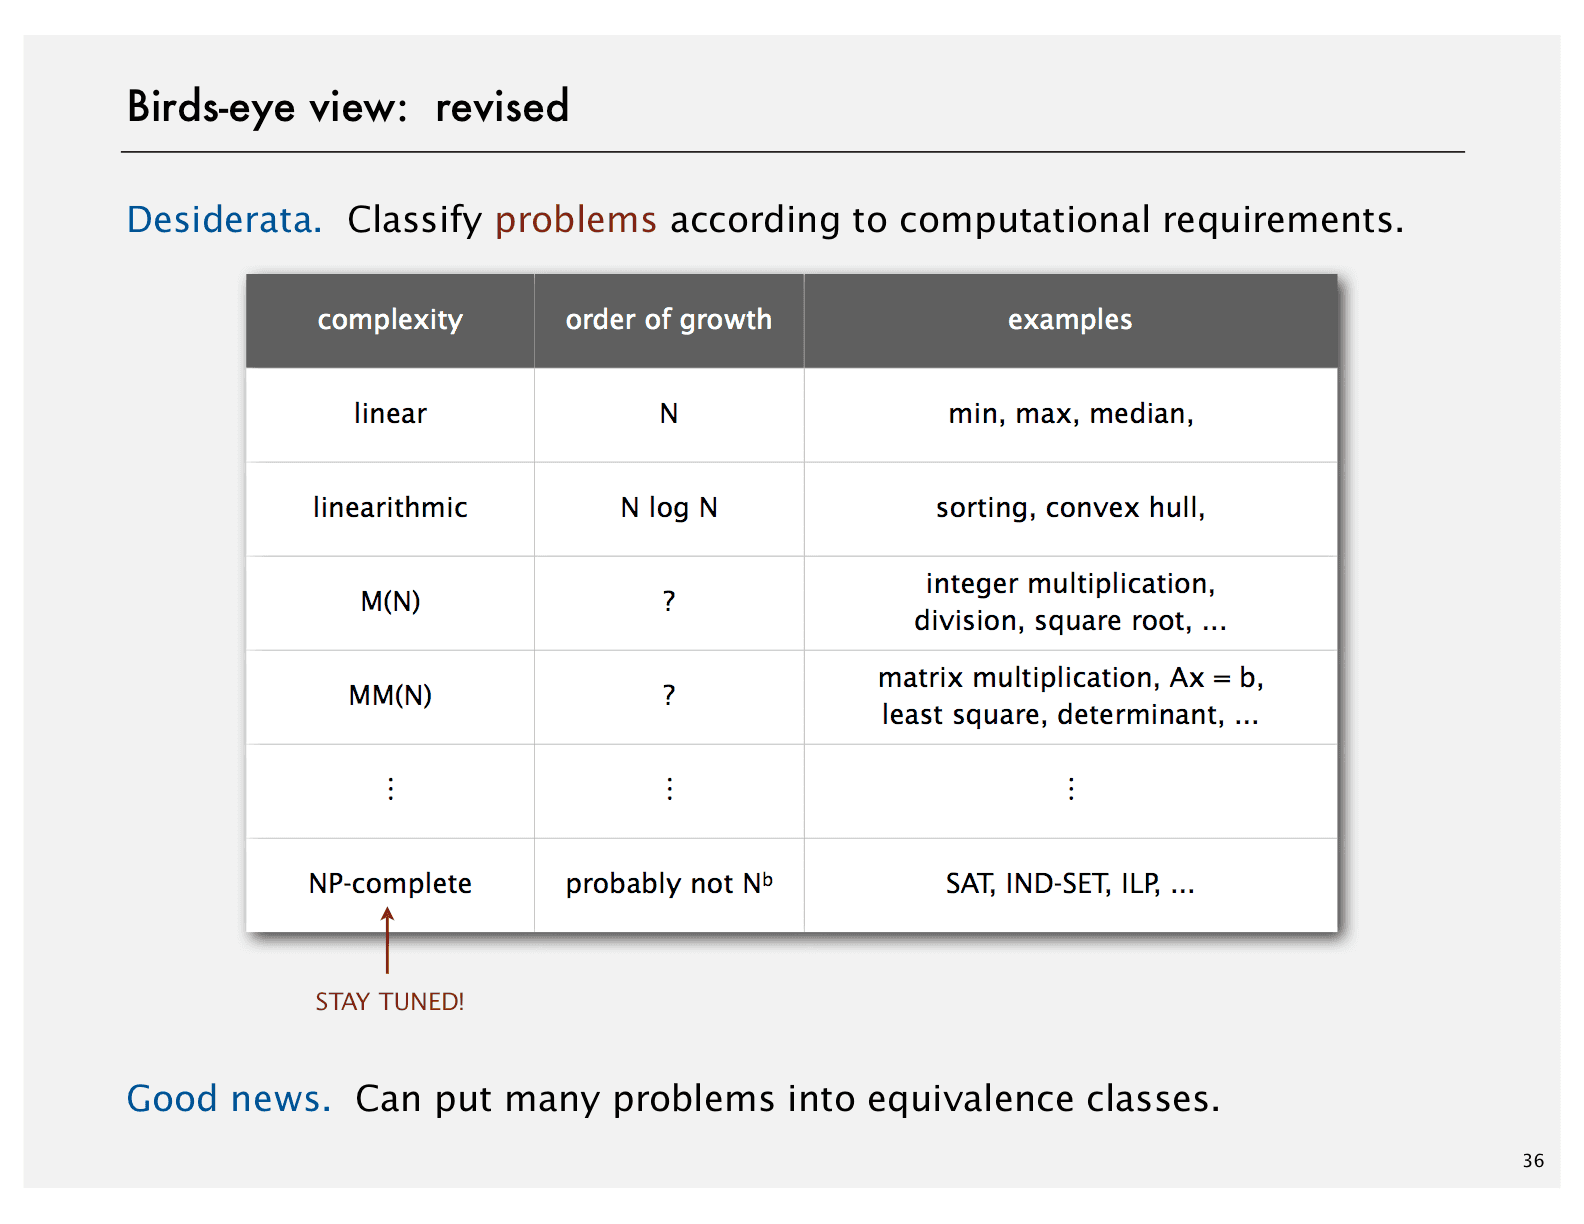 Birds-eye view: revised
Desiderata. Classify problems according to computational requirements.
complexity order of growth examples
linear N min, max, median,
linearithmic N log N sorting, convex hull,
M(N) ? integer multiplication,
division, square root, ...
MM(N) ? matrix multiplication, Ax = b,
least square, determinant, ...
⋮ ⋮ ⋮
NP-complete probably not Nᵇ SAT, IND-SET, ILP, ...
STAY TUNED!
Good news. Can put many problems into equivalence classes.
36